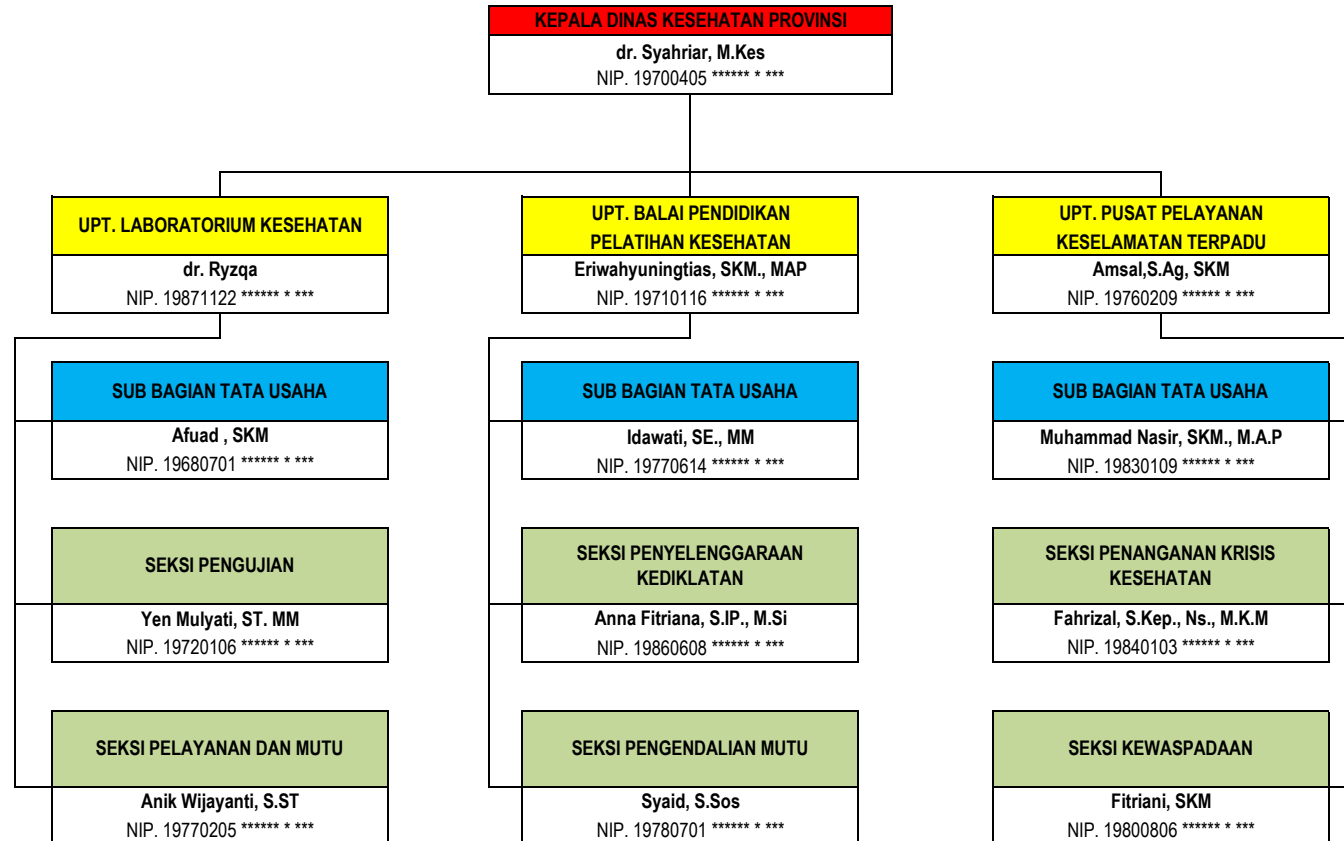 KEPALA DINAS KESEHATAN PROVINSI
dr. Syahriar, M.Kes
NIP. 19700405 ****** * ***
UPT. LABORATORIUM KESEHATAN
dr. Ryzqa
NIP. 19871122 ****** * ***
UPT. BALAI PENDIDIKAN
PELATIHAN KESEHATAN
Eriwahyuningtias, SKM., MAP
NIP. 19710116 ****** * ***
UPT. PUSAT PELAYANAN
KESELAMATAN TERPADU
Amsal,S.Ag, SKM
NIP. 19760209 ****** * ***
SUB BAGIAN TATA USAHA
Afuad , SKM
NIP. 19680701 ****** * ***
SUB BAGIAN TATA USAHA
Idawati, SE., MM
NIP. 19770614 ****** * ***
SUB BAGIAN TATA USAHA
Muhammad Nasir, SKM., M.A.P
NIP. 19830109 ****** * ***
SEKSI PENGUJIAN
Yen Mulyati, ST. MM
NIP. 19720106 ****** * ***
SEKSI PENYELENGGARAAN
KEDIKLATAN
Anna Fitriana, S.IP., M.Si
NIP. 19860608 ****** * ***
SEKSI PENANGANAN KRISIS
KESEHATAN
Fahrizal, S.Kep., Ns., M.K.M
NIP. 19840103 ****** * ***
SEKSI PELAYANAN DAN MUTU
Anik Wijayanti, S.ST
NIP. 19770205 ****** * ***
SEKSI PENGENDALIAN MUTU
Syaid, S.Sos
NIP. 19780701 ****** * ***
SEKSI KEWASPADAAN
Fitriani, SKM
NIP. 19800806 ****** * ***